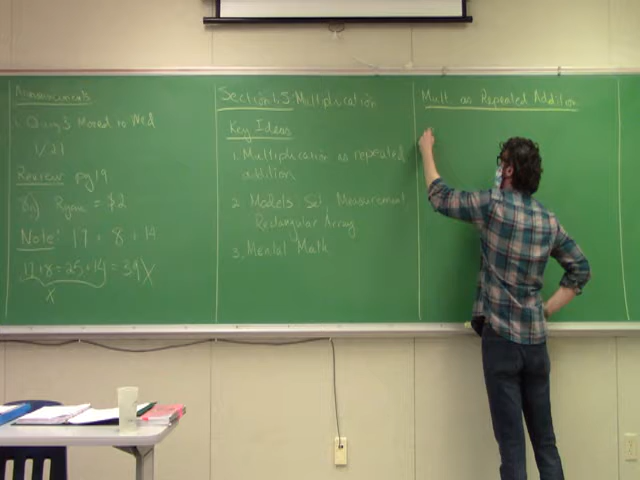 Announcements
Quiz 3 Moved to Wed
1/21
Review pg 19
Ryan = $2
Note: 17 + 8 + 14
17+8=25+14 = 39 X
X
Section 1.5 - Multiplication
Key Ideas
1. Multiplication as repeated
addition
2. Models: Set, Measurement
Rectangular Array
3. Mental Math
Mult as Repeated Addition